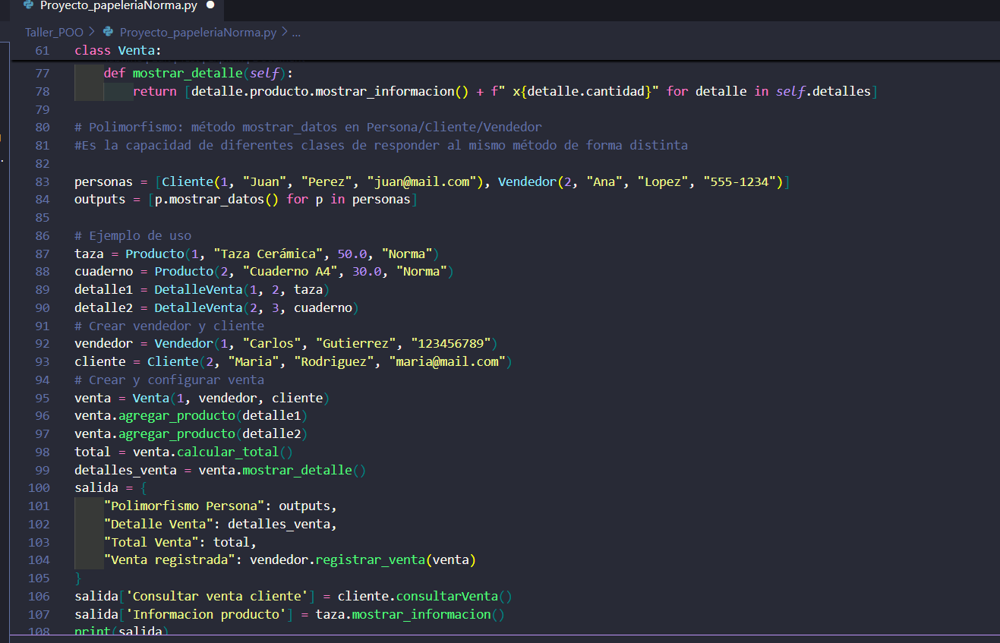 Proyecto_papeleriaNorma.py
Taller_POO > Proyecto_papeleriaNorma.py > ...
61 class Venta:
77 def mostrar_detalle(self):
78 return [detalle.producto.mostrar_informacion() + f" x{detalle.cantidad}" for detalle in self.detalles]
79
80 # Polimorfismo: método mostrar_datos en Persona/Cliente/Vendedor
81 #Es la capacidad de diferentes clases de responder al mismo método de forma distinta
82
83 personas = [Cliente(1, "Juan", "Perez", "juan@mail.com"), Vendedor(2, "Ana", "Lopez", "555-1234")]
84 outputs = [p.mostrar_datos() for p in personas]
85
86 # Ejemplo de uso
87 taza = Producto(1, "Taza Cerámica", 50.0, "Norma")
88 cuaderno = Producto(2, "Cuaderno A4", 30.0, "Norma")
89 detalle1 = DetalleVenta(1, 2, taza)
90 detalle2 = DetalleVenta(2, 3, cuaderno)
91 # Crear vendedor y cliente
92 vendedor = Vendedor(1, "Carlos", "Gutierrez", "123456789")
93 cliente = Cliente(2, "Maria", "Rodriguez", "maria@mail.com")
94 # Crear y configurar venta
95 venta = Venta(1, vendedor, cliente)
96 venta.agregar_producto(detalle1)
97 venta.agregar_producto(detalle2)
98 total = venta.calcular_total()
99 detalles_venta = venta.mostrar_detalle()
100 salida = {
101 "Polimorfismo Persona": outputs,
102 "Detalle Venta": detalles_venta,
103 "Total Venta": total,
104 "Venta registrada": vendedor.registrar_venta(venta)
105 }
106 salida['Consultar venta cliente'] = cliente.consultarVenta()
107 salida['Informacion producto'] = taza.mostrar_informacion()
108 print(salida)